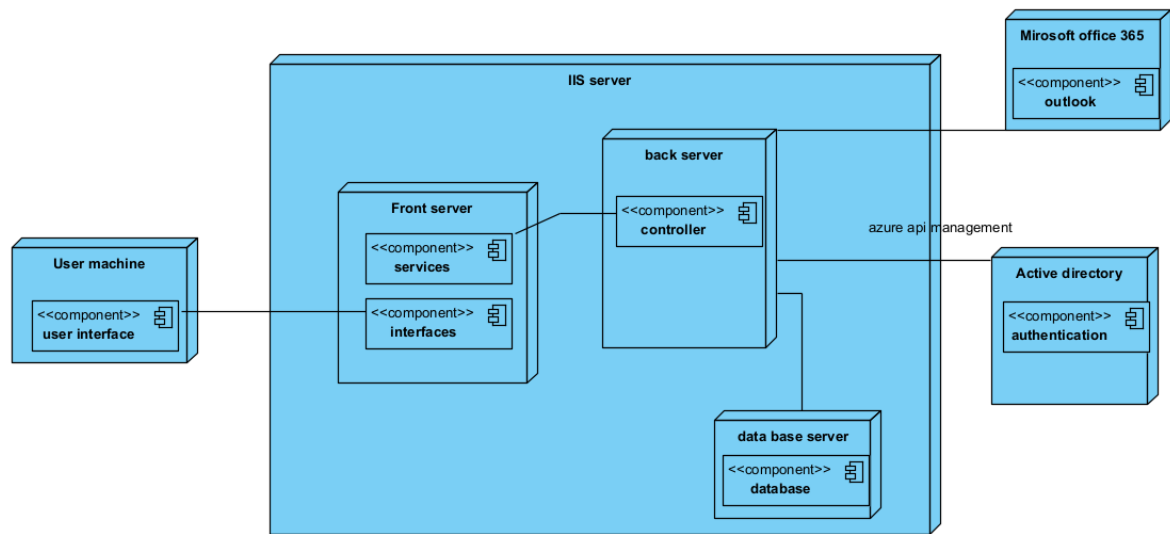 Mirosoft office 365
<<component>>
outlook
IIS server
back server
<<component>>
controller
Front server
<<component>>
services
<<component>>
interfaces
User machine
<<component>>
user interface
azure api management
Active directory
<<component>>
authentication
data base server
<<component>>
database